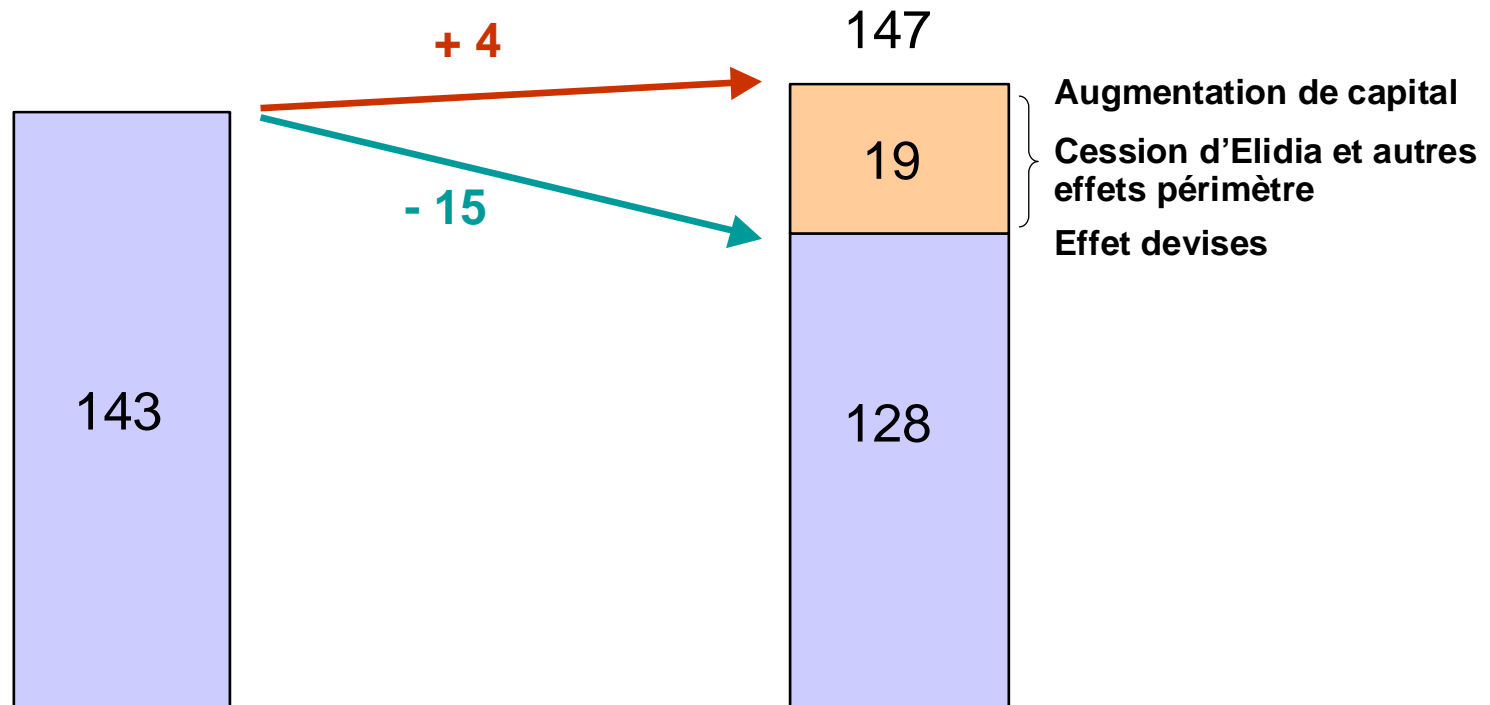 147
+ 4
Augmentation de capital
19
Cession d’Elidia et autres
effets périmètre
- 15
Effet devises
143
128